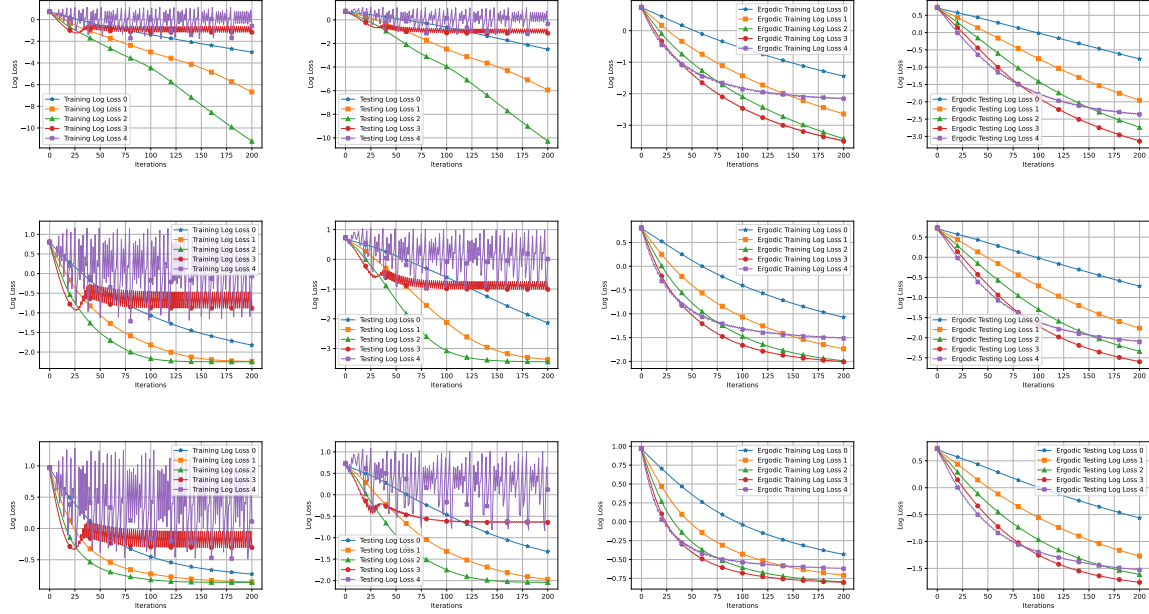 0
−2
−4
−6
−8
−10
Log Loss
Training Log Loss 0
Training Log Loss 1
Training Log Loss 2
Training Log Loss 3
Training Log Loss 4
0 25 50 75 100 125 150 175 200
Iterations
0
−2
−4
−6
−8
−10
Log Loss
Testing Log Loss 0
Testing Log Loss 1
Testing Log Loss 2
Testing Log Loss 3
Testing Log Loss 4
0 25 50 75 100 125 150 175 200
Iterations
0
−1
−2
−3
Log Loss
Ergodic Training Log Loss 0
Ergodic Training Log Loss 1
Ergodic Training Log Loss 2
Ergodic Training Log Loss 3
Ergodic Training Log Loss 4
0 25 50 75 100 125 150 175 200
Iterations
0.5
0.0
−0.5
−1.0
−1.5
−2.0
−2.5
−3.0
Log Loss
Ergodic Testing Log Loss 0
Ergodic Testing Log Loss 1
Ergodic Testing Log Loss 2
Ergodic Testing Log Loss 3
Ergodic Testing Log Loss 4
0 25 50 75 100 125 150 175 200
Iterations
1.0
0.5
0.0
−0.5
−1.0
−1.5
−2.0
Log Loss
Training Log Loss 0
Training Log Loss 1
Training Log Loss 2
Training Log Loss 3
Training Log Loss 4
0 25 50 75 100 125 150 175 200
Iterations
1
0
−1
−2
−3
Log Loss
Testing Log Loss 0
Testing Log Loss 1
Testing Log Loss 2
Testing Log Loss 3
Testing Log Loss 4
0 25 50 75 100 125 150 175 200
Iterations
0.5
0.0
−0.5
−1.0
−1.5
−2.0
Log Loss
Ergodic Training Log Loss 0
Ergodic Training Log Loss 1
Ergodic Training Log Loss 2
Ergodic Training Log Loss 3
Ergodic Training Log Loss 4
0 25 50 75 100 125 150 175 200
Iterations
0.5
0.0
−0.5
−1.0
−1.5
−2.0
−2.5
Log Loss
Ergodic Testing Log Loss 0
Ergodic Testing Log Loss 1
Ergodic Testing Log Loss 2
Ergodic Testing Log Loss 3
Ergodic Testing Log Loss 4
0 25 50 75 100 125 150 175 200
Iterations
1.0
0.5
0.0
−0.5
Log Loss
Training Log Loss 0
Training Log Loss 1
Training Log Loss 2
Training Log Loss 3
Training Log Loss 4
0 25 50 75 100 125 150 175 200
Iterations
1.0
0.5
0.0
−0.5
−1.0
−1.5
−2.0
Log Loss
Testing Log Loss 0
Testing Log Loss 1
Testing Log Loss 2
Testing Log Loss 3
Testing Log Loss 4
0 25 50 75 100 125 150 175 200
Iterations
1.00
0.75
0.50
0.25
0.00
−0.25
−0.50
−0.75
Log Loss
Ergodic Training Log Loss 0
Ergodic Training Log Loss 1
Ergodic Training Log Loss 2
Ergodic Training Log Loss 3
Ergodic Training Log Loss 4
0 25 50 75 100 125 150 175 200
Iterations
0.5
0.0
−0.5
−1.0
−1.5
Log Loss
Ergodic Testing Log Loss 0
Ergodic Testing Log Loss 1
Ergodic Testing Log Loss 2
Ergodic Testing Log Loss 3
Ergodic Testing Log Loss 4
0 25 50 75 100 125 150 175 200
Iterations